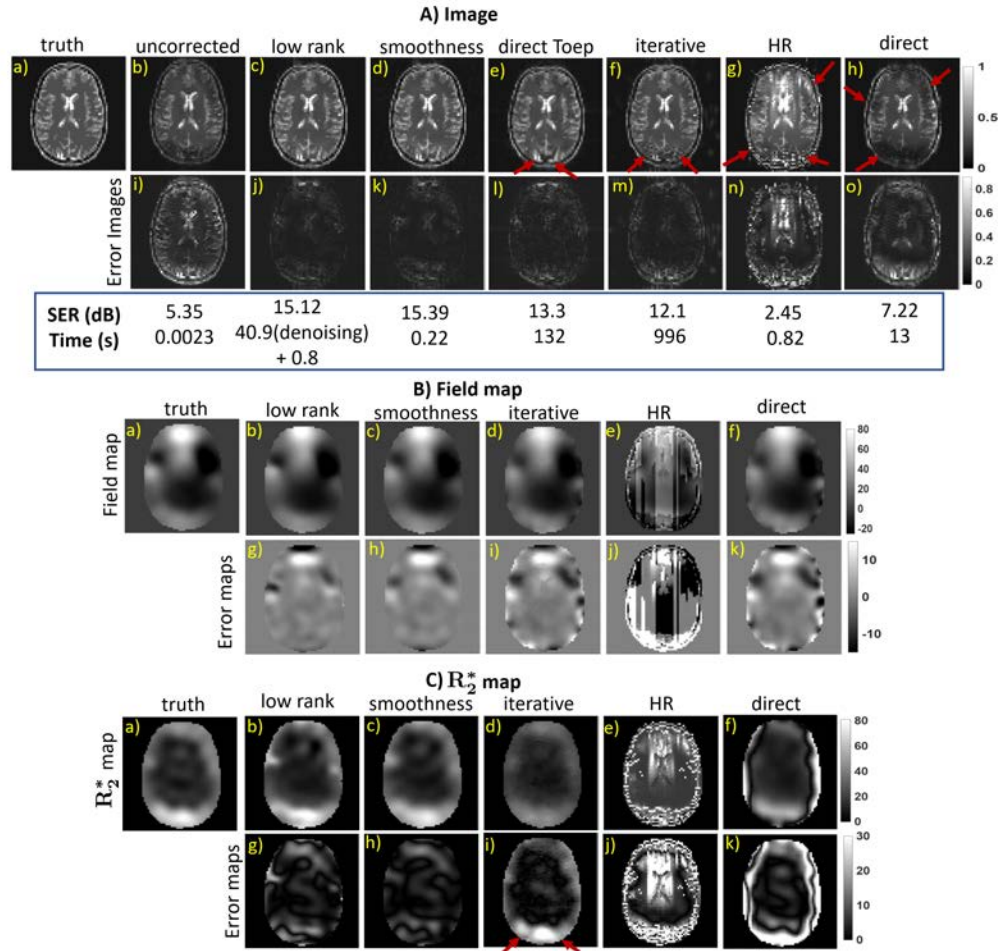 A) Image
truth uncorrected low rank smoothness direct Toep iterative HR direct
a) b) c) d) e) f) g) h)
1
0.5
0
Error Images
i) j) k) l) m) n) o)
0.8
0.6
0.4
0.2
0
SER (dB) 5.35 15.12 15.39 13.3 12.1 2.45 7.22
Time (s) 0.0023 40.9(denoising) 0.22 132 996 0.82 13
+ 0.8
B) Field map
truth low rank smoothness iterative HR direct
Field map
a) b) c) d) e) f)
80
60
40
20
0
-20
Error maps
g) h) i) j) k)
10
0
-10
C) R₂* map
truth low rank smoothness iterative HR direct
R₂* map
a) b) c) d) e) f)
80
60
40
20
0
Error maps
g) h) i) j) k)
30
20
10
0